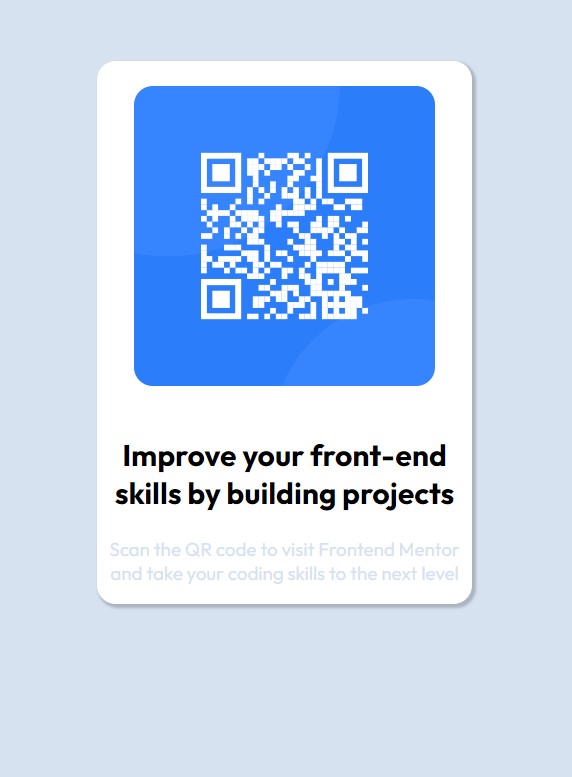 Improve your front-end
skills by building projects
Scan the QR code to visit Frontend Mentor
and take your coding skills to the next level